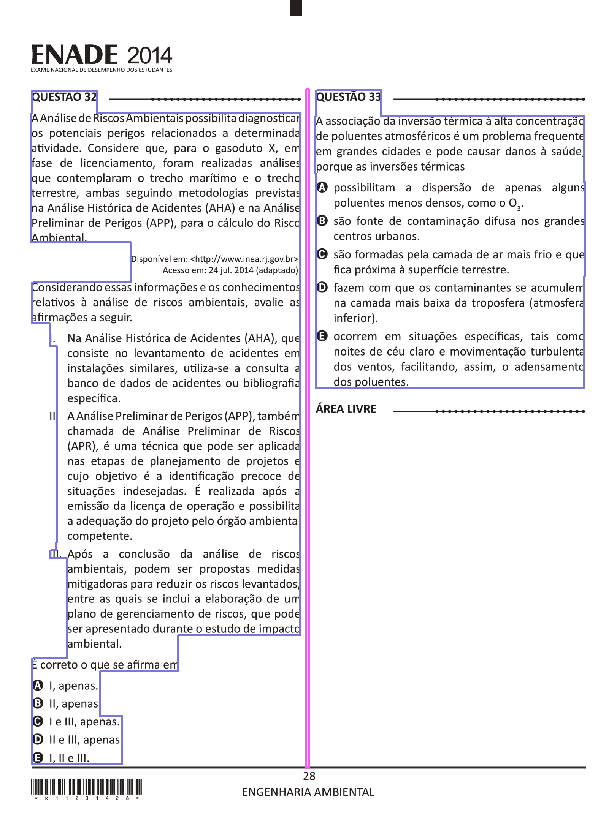 ENADE 2014
EXAME NACIONAL DE DESEMPENHO DOS ESTUDANTES
QUESTÃO 32
A Análise de Riscos Ambientais possibilita diagnosticar
os potenciais perigos relacionados a determinada
atividade. Considere que, para o gasoduto X, em
fase de licenciamento, foram realizadas análises
que contemplaram o trecho marítimo e o trecho
terrestre, ambas seguindo metodologias previstas
na Análise Histórica de Acidentes (AHA) e na Análise
Preliminar de Perigos (APP), para o cálculo do Risco
Ambiental.
Disponível em: <http://www.inea.rj.gov.br>
Acesso em: 24 jul. 2014 (adaptado)
Considerando essas informações e os conhecimentos
relativos à análise de riscos ambientais, avalie as
afirmações a seguir.
I. Na Análise Histórica de Acidentes (AHA), que
consiste no levantamento de acidentes em
instalações similares, utiliza-se a consulta a
banco de dados de acidentes ou bibliografia
específica.
II. A Análise Preliminar de Perigos (APP), também
chamada de Análise Preliminar de Riscos
(APR), é uma técnica que pode ser aplicada
nas etapas de planejamento de projetos e
cujo objetivo é a identificação precoce de
situações indesejadas. É realizada após a
emissão da licença de operação e possibilita
a adequação do projeto pelo órgão ambiental
competente.
III. Após a conclusão da análise de riscos
ambientais, podem ser propostas medidas
mitigadoras para reduzir os riscos levantados,
entre as quais se inclui a elaboração de um
plano de gerenciamento de riscos, que pode
ser apresentado durante o estudo de impacto
ambiental.
É correto o que se afirma em
A I, apenas.
B II, apenas.
C I e III, apenas.
D II e III, apenas.
E I, II e III.
QUESTÃO 33
A associação da inversão térmica à alta concentração
de poluentes atmosféricos é um problema frequente
em grandes cidades e pode causar danos à saúde,
porque as inversões térmicas
A possibilitam a dispersão de apenas alguns
poluentes menos densos, como o O3.
B são fonte de contaminação difusa nos grandes
centros urbanos.
C são formadas pela camada de ar mais frio e que
fica próxima à superfície terrestre.
D fazem com que os contaminantes se acumulem
na camada mais baixa da troposfera (atmosfera
inferior).
E ocorrem em situações específicas, tais como
noites de céu claro e movimentação turbulenta
dos ventos, facilitando, assim, o adensamento
dos poluentes.
ÁREA LIVRE
28
ENGENHARIA AMBIENTAL